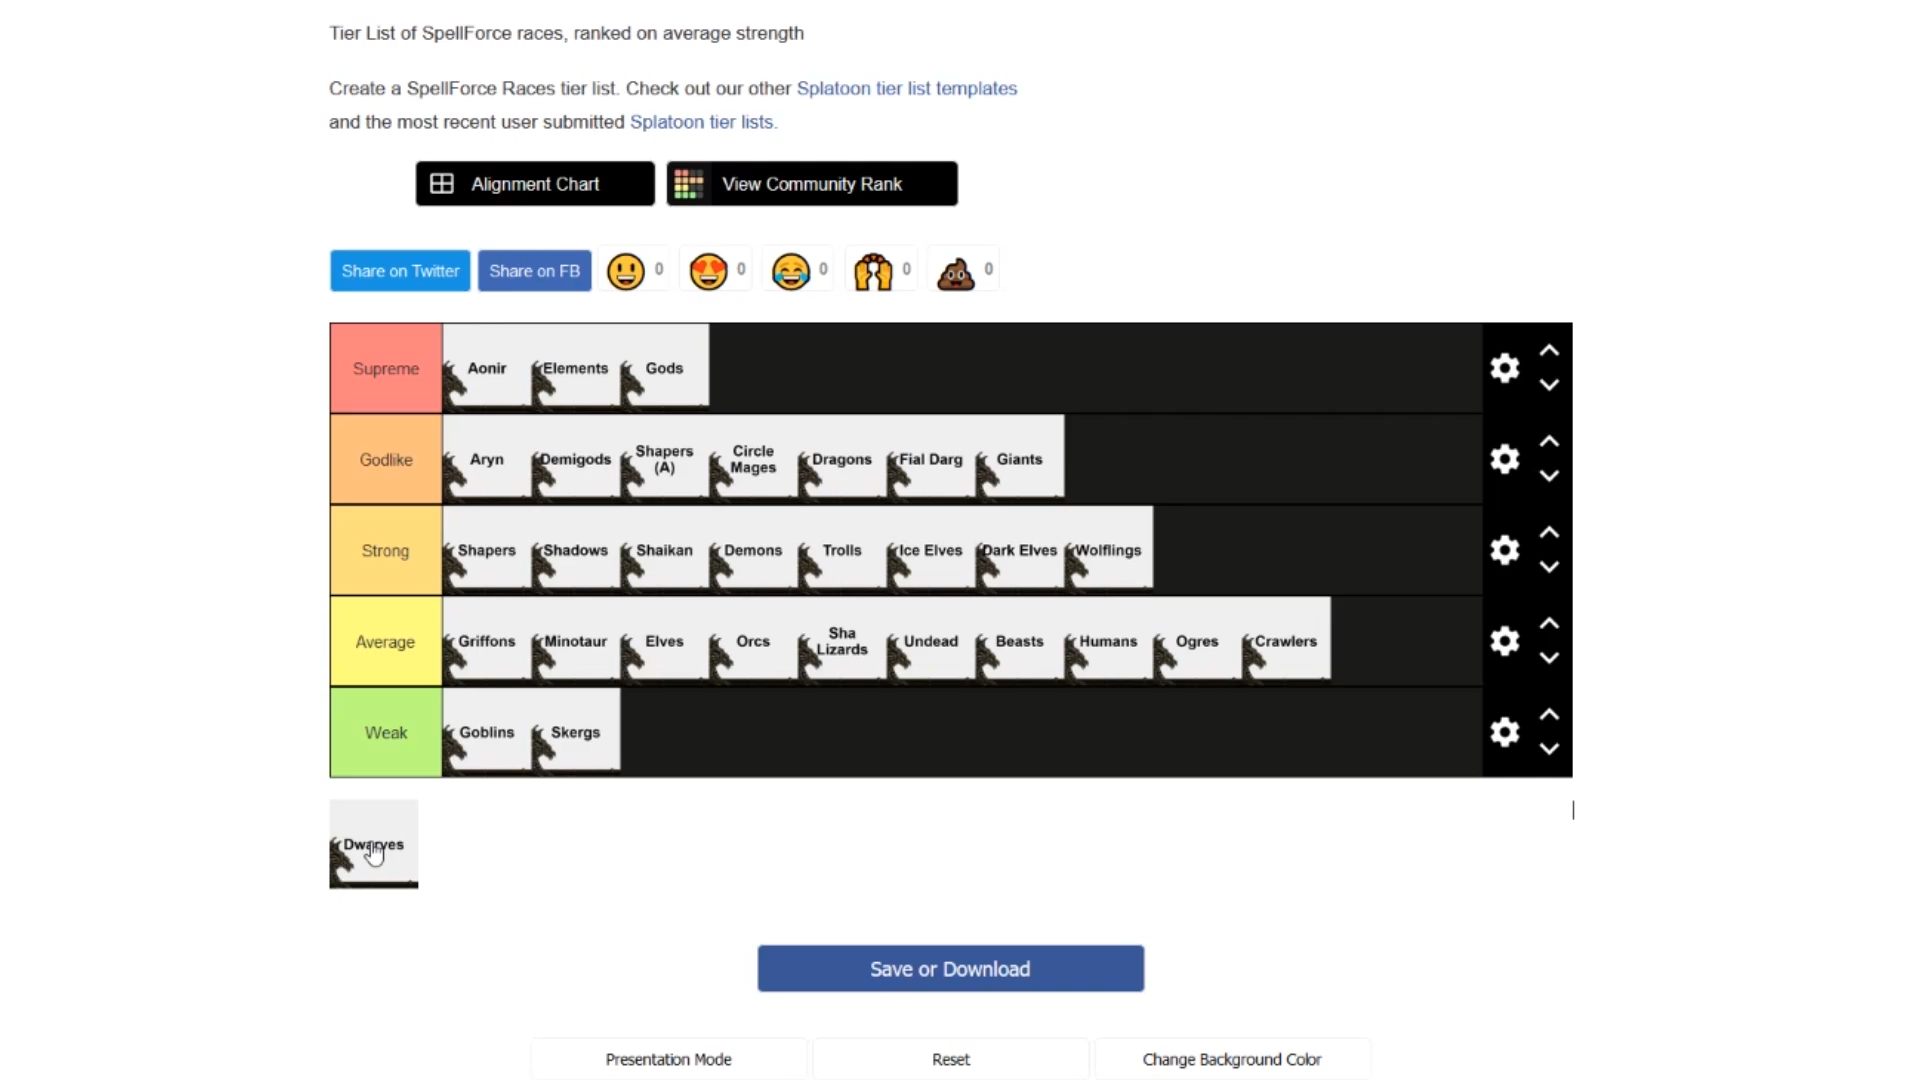 Tier List of SpellForce races, ranked on average strength
Create a SpellForce Races tier list. Check out our other Splatoon tier list templates
and the most recent user submitted Splatoon tier lists.
Alignment Chart
View Community Rank
Share on Twitter
Share on FB
0
0
0
0
0
Supreme
Aonir
Elements
Gods
Godlike
Aryn
Demigods
Shapers
(A)
Circle
Mages
Dragons
Fial Darg
Giants
Strong
Shapers
Shadows
Shaikan
Demons
Trolls
Ice Elves
Dark Elves
Wolflings
Average
Griffons
Minotaur
Elves
Orcs
Sha
Lizards
Undead
Beasts
Humans
Ogres
Crawlers
Weak
Goblins
Skergs
Dwarves
Save or Download
Presentation Mode
Reset
Change Background Color